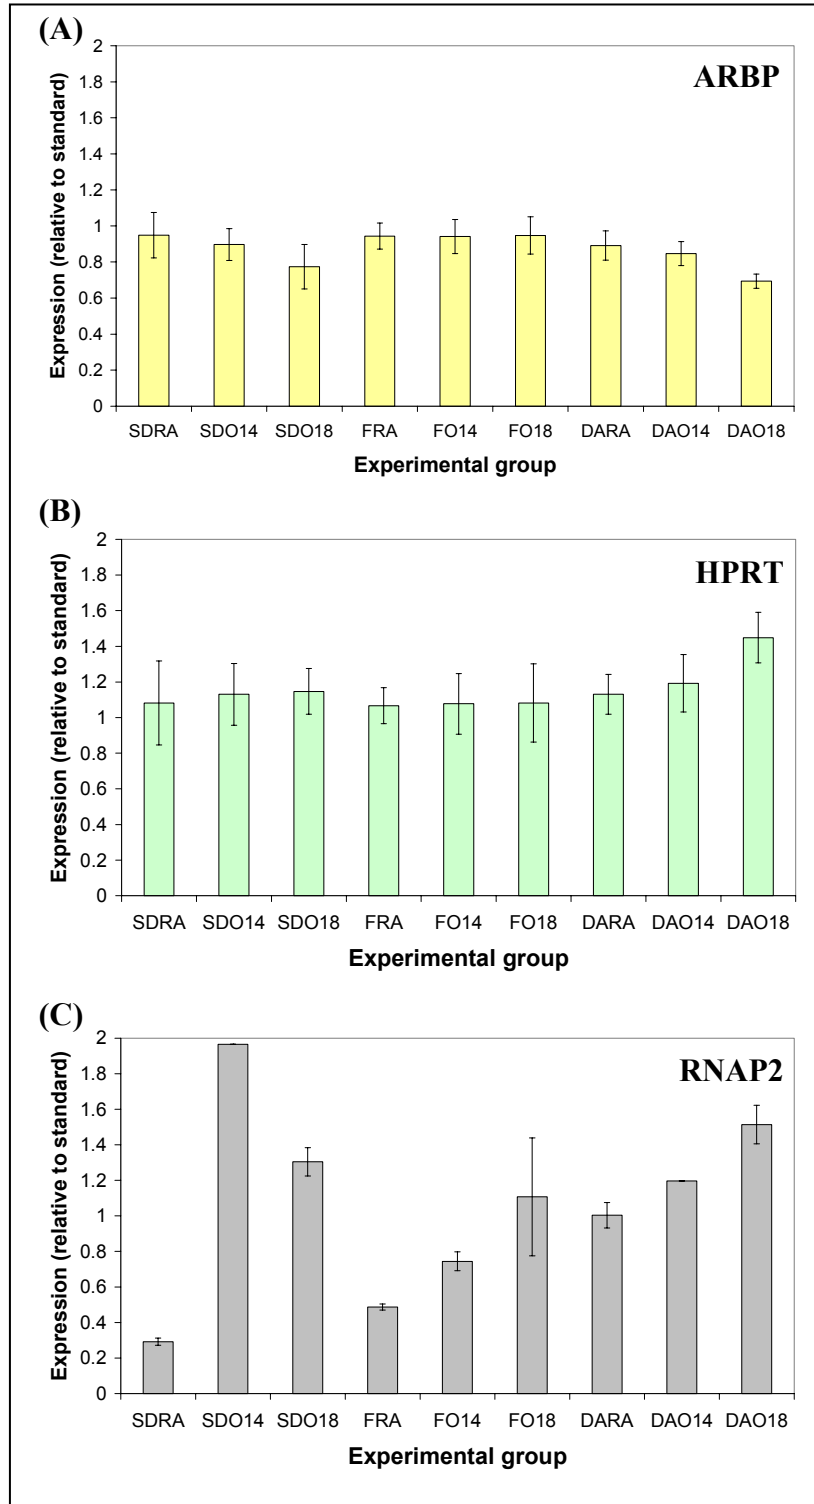 (A)
ARBP
Expression (relative to standard)
2
1.8
1.6
1.4
1.2
1
0.8
0.6
0.4
0.2
0
SDRA SDO14 SDO18 FRA FO14 FO18 DARA DAO14 DAO18
Experimental group
(B)
HPRT
Expression (relative to standard)
2
1.8
1.6
1.4
1.2
1
0.8
0.6
0.4
0.2
0
SDRA SDO14 SDO18 FRA FO14 FO18 DARA DAO14 DAO18
Experimental group
(C)
RNAP2
Expression (relative to standard)
2
1.8
1.6
1.4
1.2
1
0.8
0.6
0.4
0.2
0
SDRA SDO14 SDO18 FRA FO14 FO18 DARA DAO14 DAO18
Experimental group